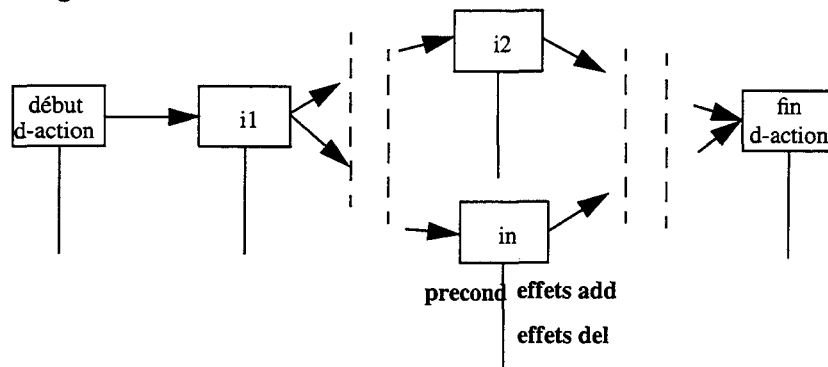 i2
début
d-action
i1
fin
d-action
in
precond effets add
effets del